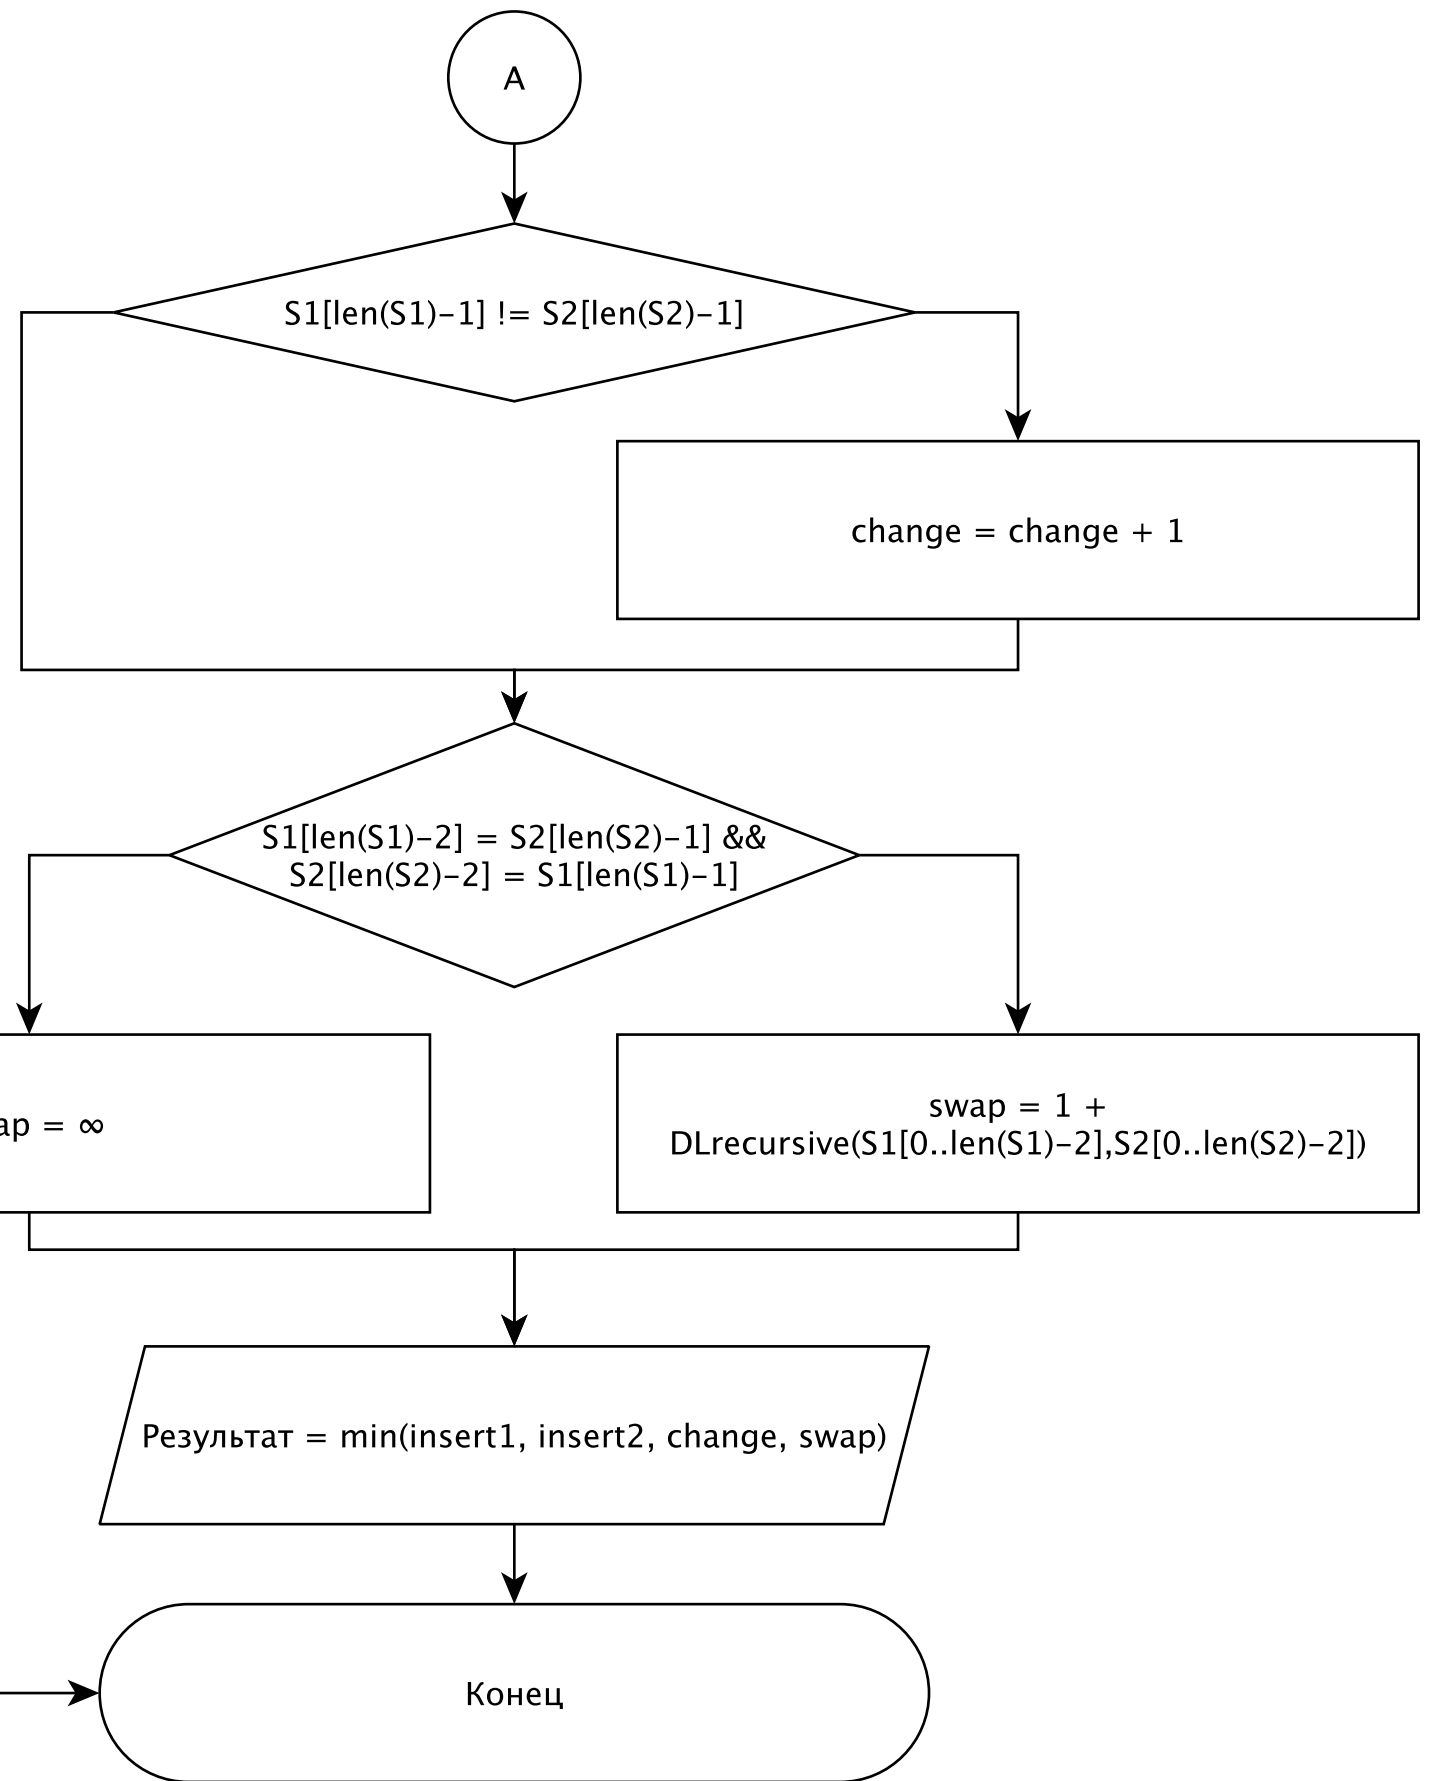 A
S1[len(S1)-1] != S2[len(S2)-1]
change = change + 1
S1[len(S1)-2] = S2[len(S2)-1] &&
S2[len(S2)-2] = S1[len(S1)-1]
ap = ∞
swap = 1 +
DLrecursive(S1[0..len(S1)-2],S2[0..len(S2)-2])
Результат = min(insert1, insert2, change, swap)
Конец